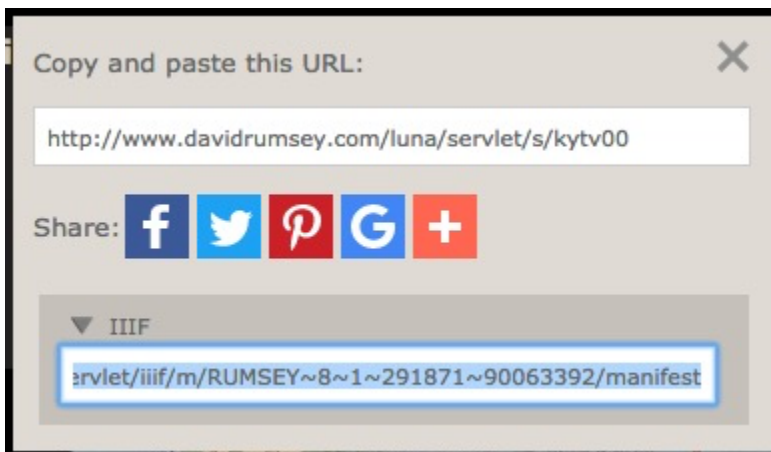 Copy and paste this URL:
http://www.davidrumsey.com/luna/servlet/s/kytv00
Share:
IIIF
ervlet/iiif/m/RUMSEY~8~1~291871~90063392/manifest